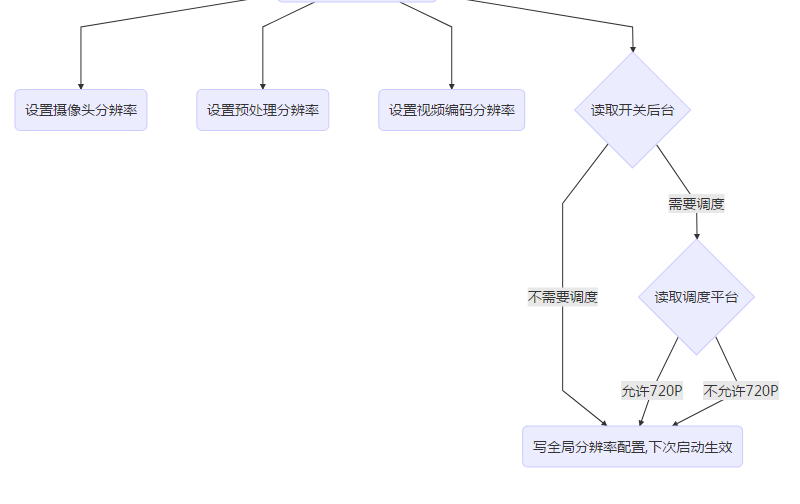 设置摄像头分辨率
设置预处理分辨率
设置视频编码分辨率
读取开关后台
需要调度
不需要调度
读取调度平台
允许720P
不允许720P
写全局分辨率配置,下次启动生效